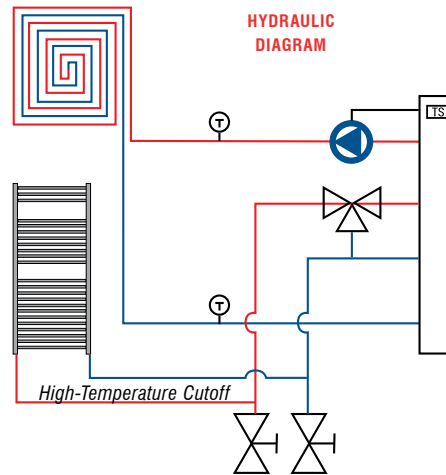 HYDRAULIC
DIAGRAM
TS
T
T
High-Temperature Cutoff